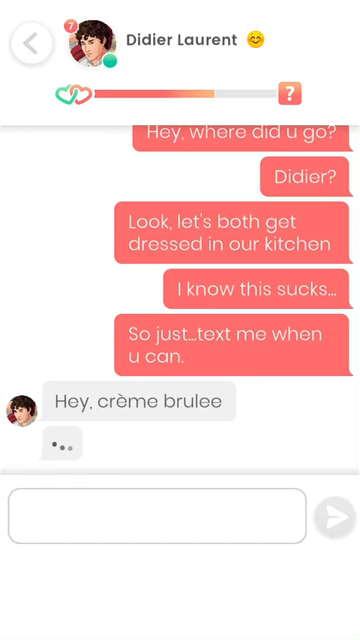 7
Didier Laurent 😊
?
Hey, where did u go?
Didier?
Look, let's both get
dressed in our kitchen
I know this sucks...
So just...text me when
u can.
Hey, crème brulee